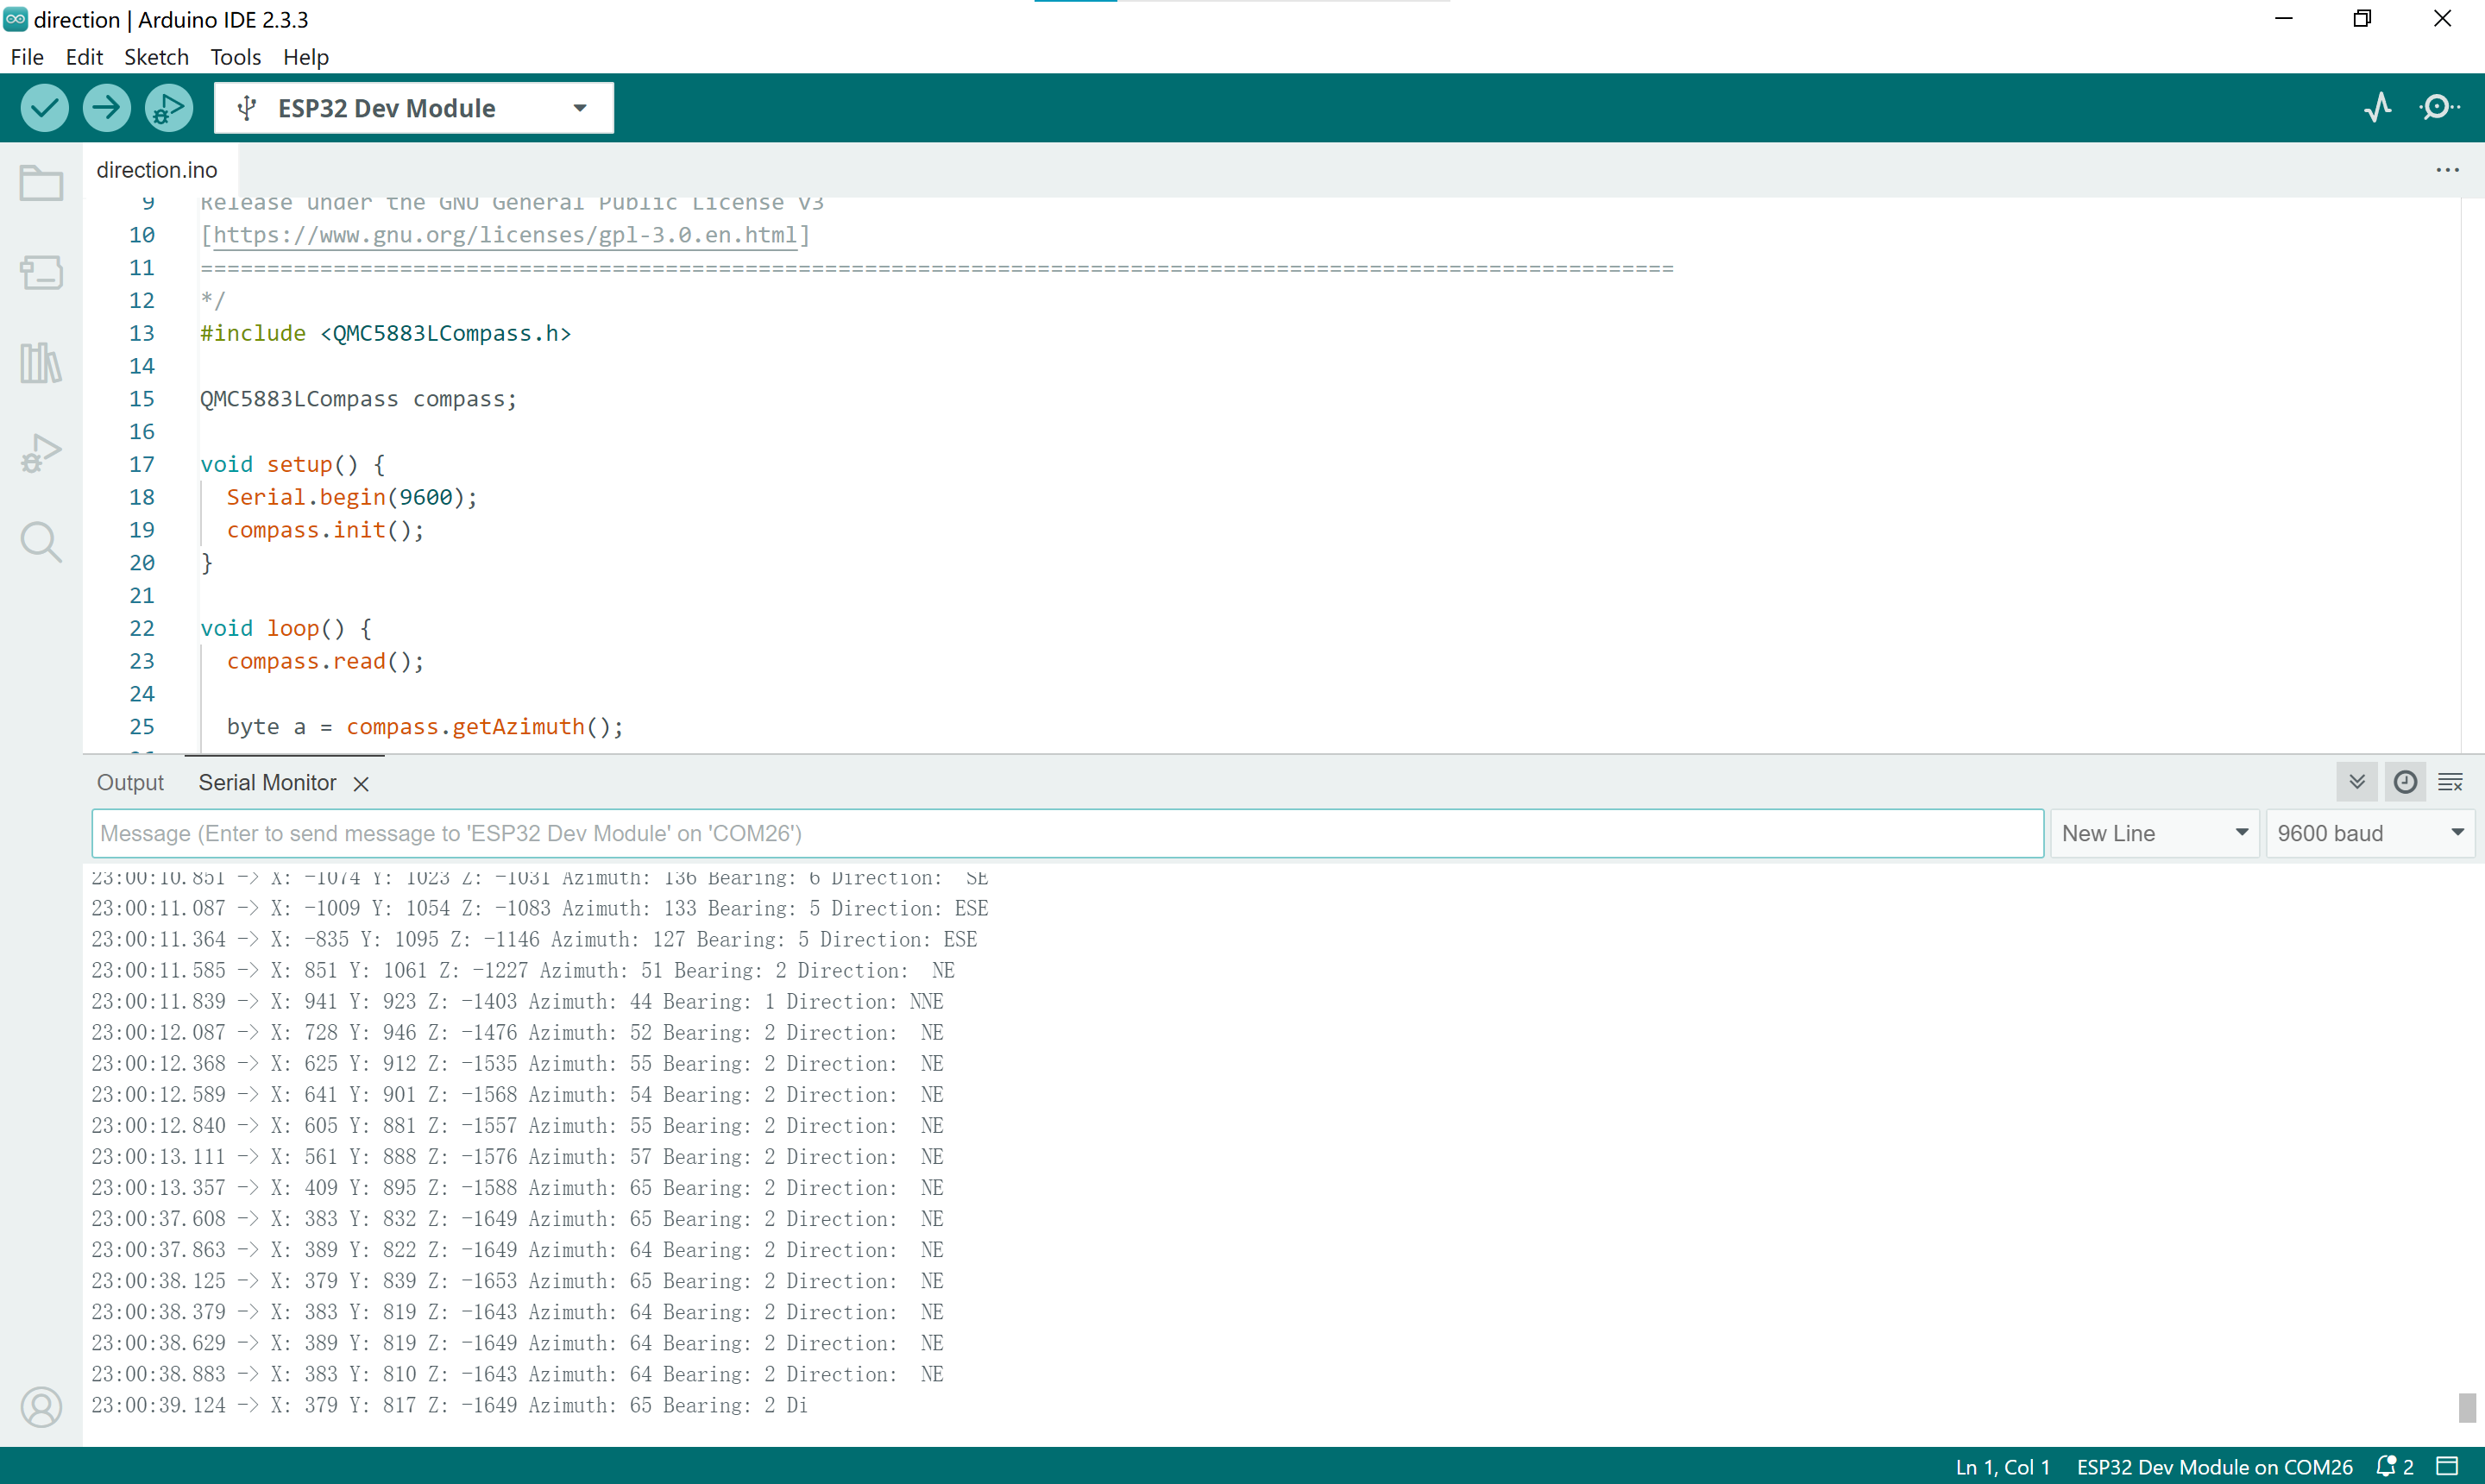 direction | Arduino IDE 2.3.3
File Edit Sketch Tools Help
ESP32 Dev Module
direction.ino
9 Release under the GNU General Public License v3
10 [https://www.gnu.org/licenses/gpl-3.0.en.html]
11 ===============================================================================================================
12 */
13 #include <QMC5883LCompass.h>
14
15 QMC5883LCompass compass;
16
17 void setup() {
18 Serial.begin(9600);
19 compass.init();
20 }
21
22 void loop() {
23 compass.read();
24
25 byte a = compass.getAzimuth();
Output Serial Monitor
Message (Enter to send message to 'ESP32 Dev Module' on 'COM26') New Line 9600 baud
23:00:10.851 -> X: -1074 Y: 1023 Z: -1031 Azimuth: 136 Bearing: 6 Direction:  SE
23:00:11.087 -> X: -1009 Y: 1054 Z: -1083 Azimuth: 133 Bearing: 5 Direction: ESE
23:00:11.364 -> X: -835 Y: 1095 Z: -1146 Azimuth: 127 Bearing: 5 Direction: ESE
23:00:11.585 -> X: 851 Y: 1061 Z: -1227 Azimuth: 51 Bearing: 2 Direction:  NE
23:00:11.839 -> X: 941 Y: 923 Z: -1403 Azimuth: 44 Bearing: 1 Direction: NNE
23:00:12.087 -> X: 728 Y: 946 Z: -1476 Azimuth: 52 Bearing: 2 Direction:  NE
23:00:12.368 -> X: 625 Y: 912 Z: -1535 Azimuth: 55 Bearing: 2 Direction:  NE
23:00:12.589 -> X: 641 Y: 901 Z: -1568 Azimuth: 54 Bearing: 2 Direction:  NE
23:00:12.840 -> X: 605 Y: 881 Z: -1557 Azimuth: 55 Bearing: 2 Direction:  NE
23:00:13.111 -> X: 561 Y: 888 Z: -1576 Azimuth: 57 Bearing: 2 Direction:  NE
23:00:13.357 -> X: 409 Y: 895 Z: -1588 Azimuth: 65 Bearing: 2 Direction:  NE
23:00:37.608 -> X: 383 Y: 832 Z: -1649 Azimuth: 65 Bearing: 2 Direction:  NE
23:00:37.863 -> X: 389 Y: 822 Z: -1649 Azimuth: 64 Bearing: 2 Direction:  NE
23:00:38.125 -> X: 379 Y: 839 Z: -1653 Azimuth: 65 Bearing: 2 Direction:  NE
23:00:38.379 -> X: 383 Y: 819 Z: -1643 Azimuth: 64 Bearing: 2 Direction:  NE
23:00:38.629 -> X: 389 Y: 819 Z: -1649 Azimuth: 64 Bearing: 2 Direction:  NE
23:00:38.883 -> X: 383 Y: 810 Z: -1643 Azimuth: 64 Bearing: 2 Direction:  NE
23:00:39.124 -> X: 379 Y: 817 Z: -1649 Azimuth: 65 Bearing: 2 Di
Ln 1, Col 1 ESP32 Dev Module on COM26 2